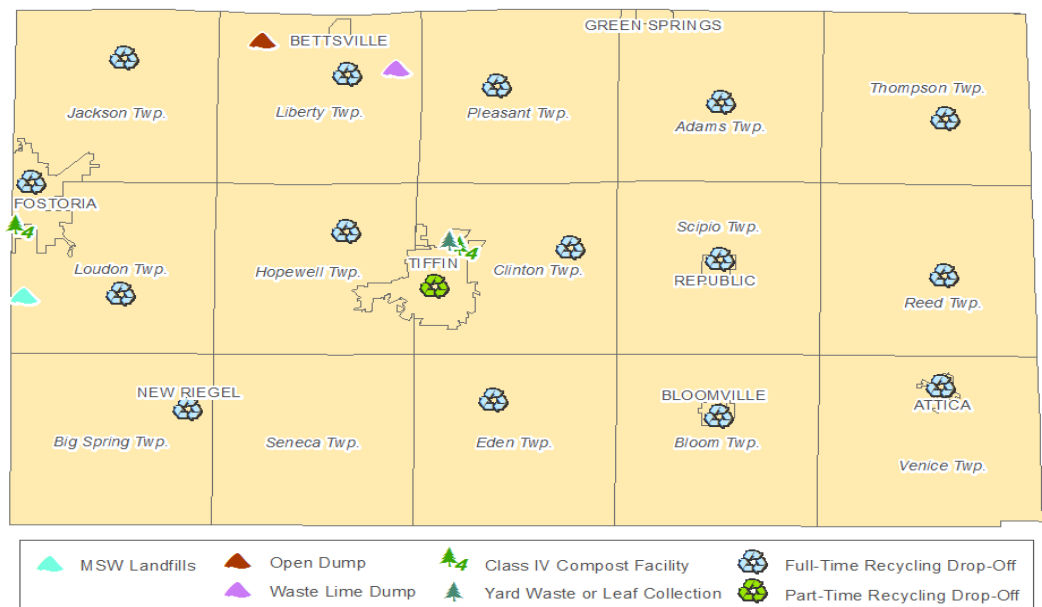 GREEN SPRINGS
BETTSVILLE
Thompson Twp.
Jackson Twp.
Liberty Twp.
Pleasant Twp.
Adams Twp.
FOSTORIA
4
Scipio Twp.
4
TIFFIN
Loudon Twp.
Hopewell Twp.
Clinton Twp.
REPUBLIC
Reed Twp.
NEW RIEGEL
BLOOMVILLE
ATTICA
Big Spring Twp.
Seneca Twp.
Eden Twp.
Bloom Twp.
Venice Twp.
MSW Landfills
Open Dump
4 Class IV Compost Facility
Full-Time Recycling Drop-Off
Waste Lime Dump
Yard Waste or Leaf Collection
Part-Time Recycling Drop-Off